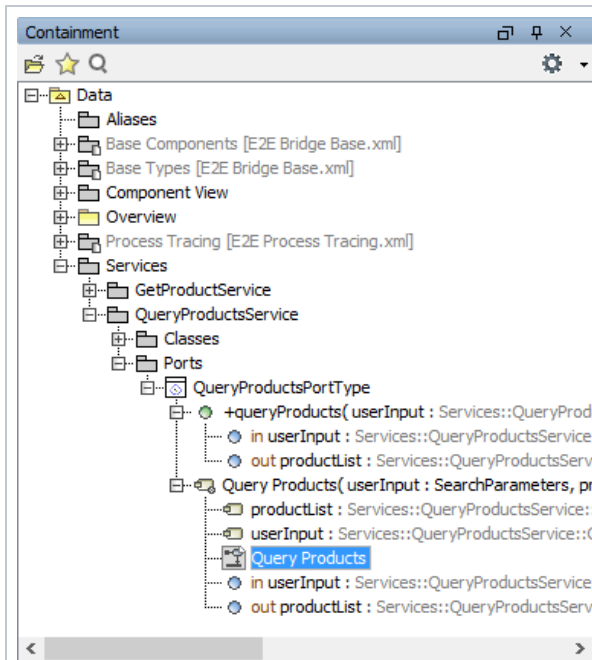 Containment
Data
Aliases
Base Components [E2E Bridge Base.xml]
Base Types [E2E Bridge Base.xml]
Component View
Overview
Process Tracing [E2E Process Tracing.xml]
Services
GetProductService
QueryProductsService
Classes
Ports
QueryProductsPortType
+queryProducts( userInput : Services::QueryProd
in userInput : Services::QueryProductsService
out productList : Services::QueryProductsServ
Query Products( userInput : SearchParameters, pr
productList : Services::QueryProductsService::
userInput : Services::QueryProductsService::
Query Products
in userInput : Services::QueryProductsService
out productList : Services::QueryProductsServ